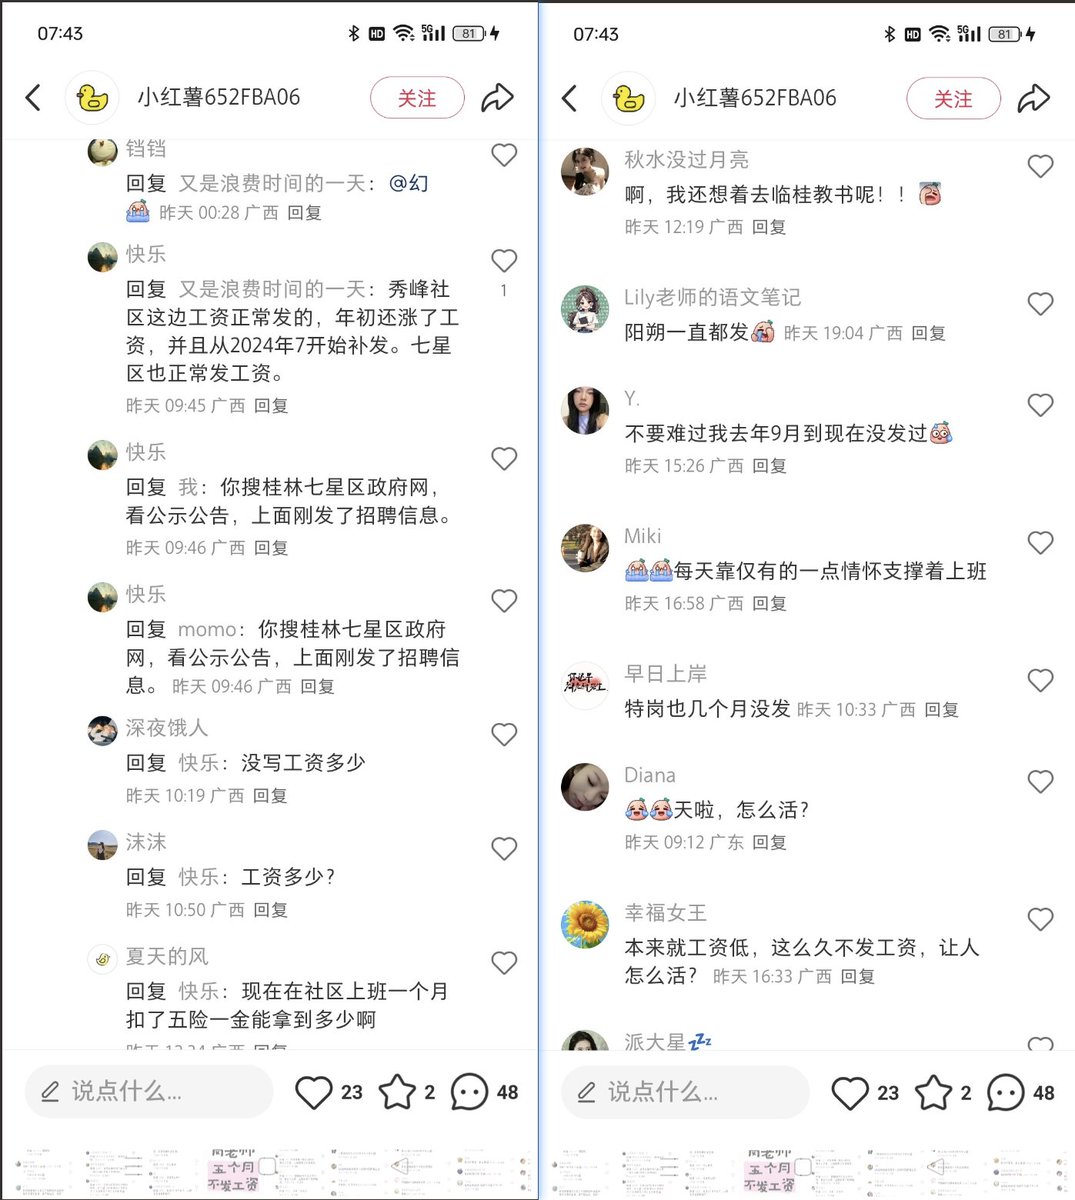 07:43
HD
5G
81
小红薯652FBA06
关注
铛铛
回复 又是浪费时间的一天：@幻
昨天 00:28 广西 回复
快乐
回复 又是浪费时间的一天：秀峰社
区这边工资正常发的，年初还涨了工
资，并且从2024年7开始补发。七星
区也正常发工资。
1
昨天 09:45 广西 回复
快乐
回复 我：你搜桂林七星区政府网，
看公示公告，上面刚发了招聘信息。
昨天 09:46 广西 回复
快乐
回复 momo：你搜桂林七星区政府
网，看公示公告，上面刚发了招聘信
息。 昨天 09:46 广西 回复
深夜饿人
回复 快乐：没写工资多少
昨天 10:19 广西 回复
沫沫
回复 快乐：工资多少？
昨天 10:50 广西 回复
夏天的风
回复 快乐：现在在社区上班一个月
扣了五险一金能拿到多少啊
说点什么...
23
2
48
五个月
不发工资
07:43
HD
5G
81
小红薯652FBA06
关注
秋水没过月亮
啊，我还想着去临桂教书呢！！
昨天 12:19 广西 回复
Lily老师的语文笔记
阳朔一直都发 昨天 19:04 广西 回复
Y.
不要难过我去年9月到现在没发过
昨天 15:26 广西 回复
Miki
每天靠仅有的一点情怀支撑着上班
昨天 16:58 广西 回复
早日上岸
特岗也几个月没发 昨天 10:33 广西 回复
Diana
天啦，怎么活？
昨天 09:12 广东 回复
幸福女王
本来就工资低，这么久不发工资，让人
怎么活？ 昨天 16:33 广西 回复
派大星
说点什么...
23
2
48
五个月
不发工资